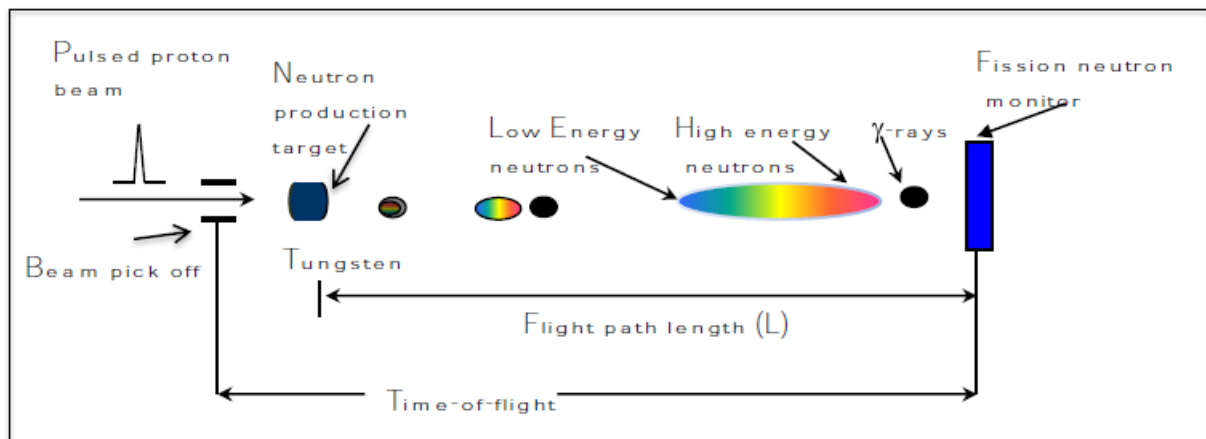 Pulsed proton
beam
Neutron
production
target
Low Energy
neutrons
High energy
neutrons
γ-rays
Fission neutron
monitor
Beam pick off
Tungsten
Flight path length (L)
Time-of-flight